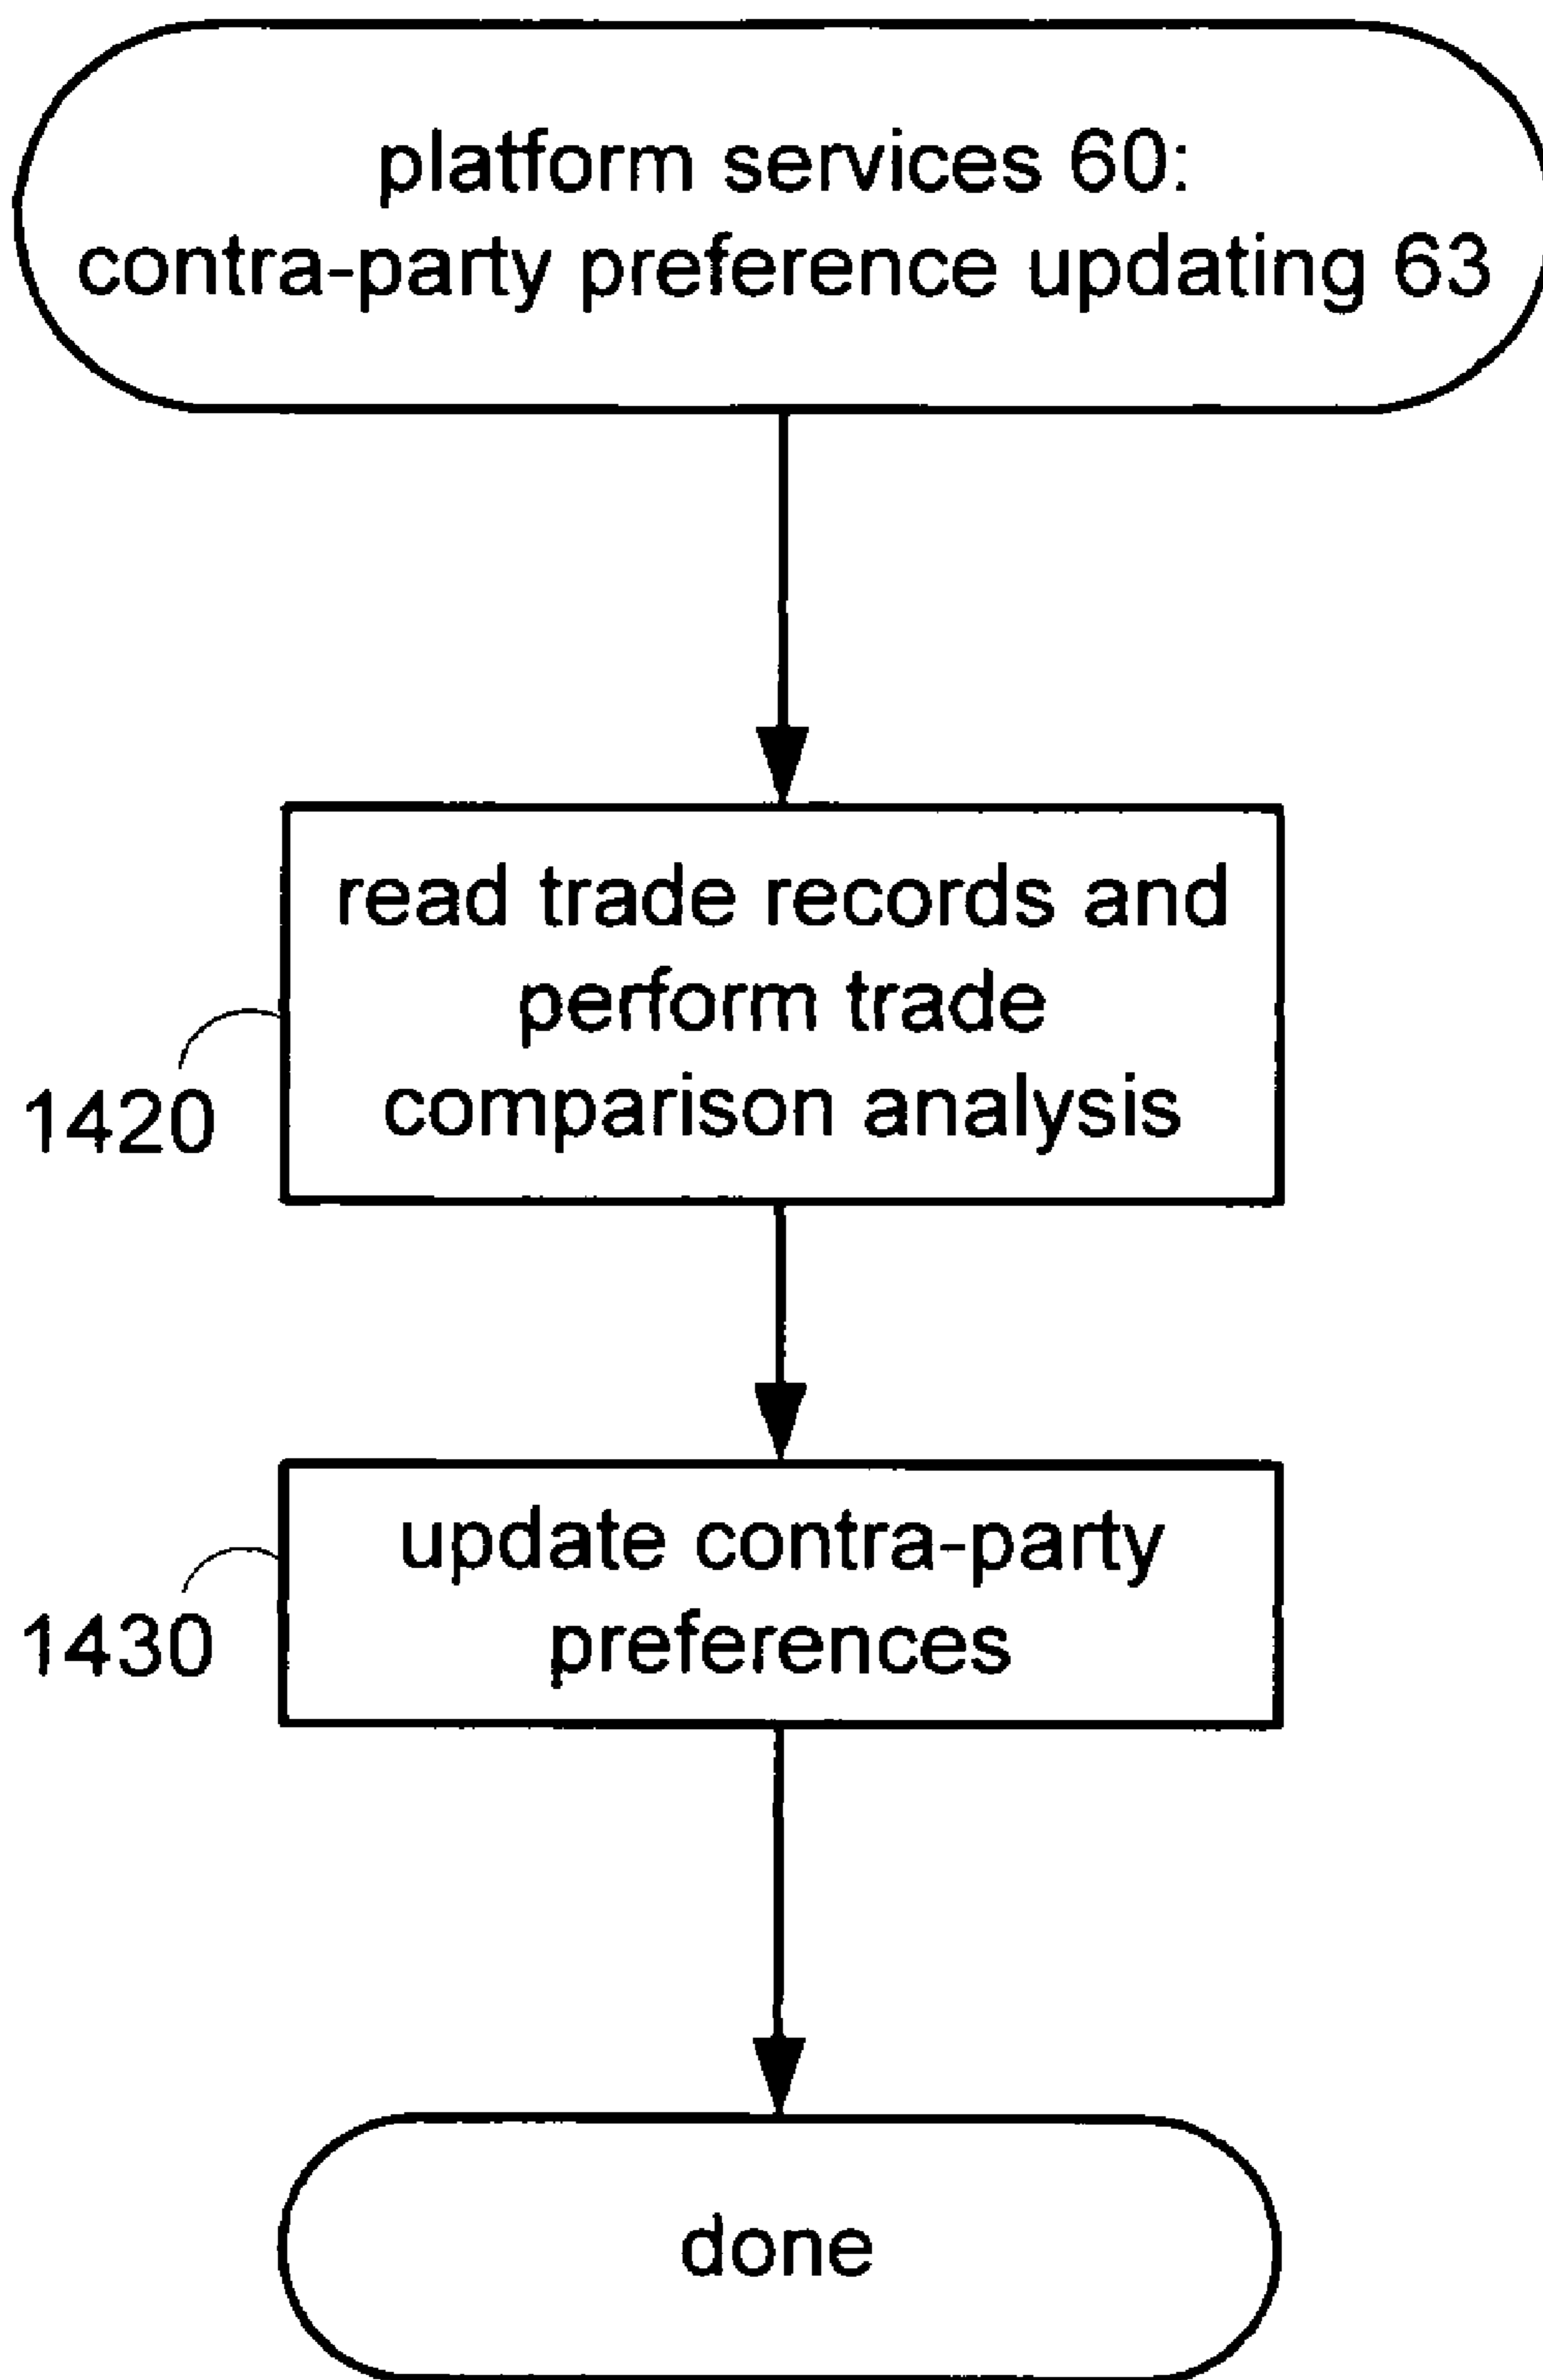 platform services 60:
contra-party preference updating 63
read trade records and
perform trade
comparison analysis
1420
update contra-party
preferences
1430
done